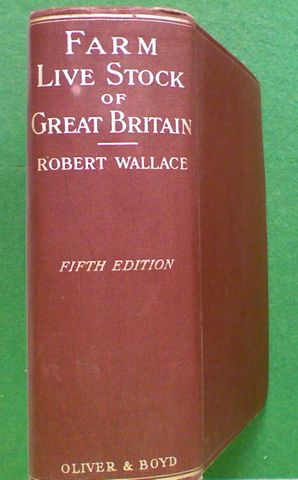 FARM
LIVE STOCK
OF
GREAT BRITAIN
ROBERT WALLACE
FIFTH EDITION
OLIVER & BOYD